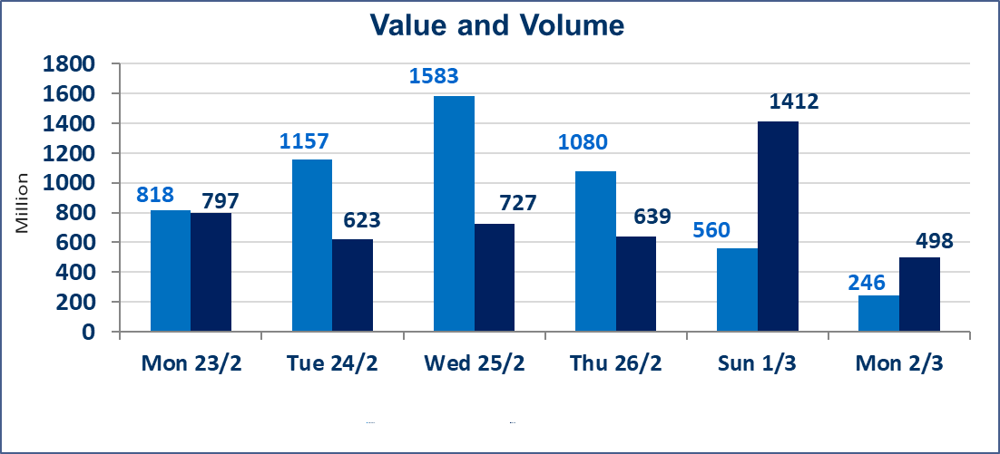 Value and Volume
1800
1600
1400
1200
1000
800
600
400
200
0
Million
818
797
1157
623
1583
727
1080
639
560
1412
246
498
Mon 23/2
Tue 24/2
Wed 25/2
Thu 26/2
Sun 1/3
Mon 2/3